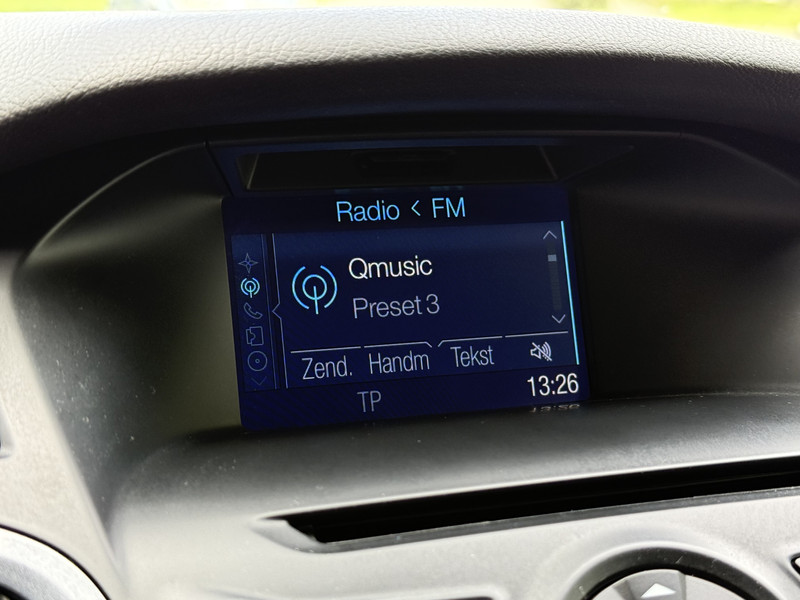 Radio < FM
Qmusic
Preset 3
Zend. Handm Tekst
TP 13:26